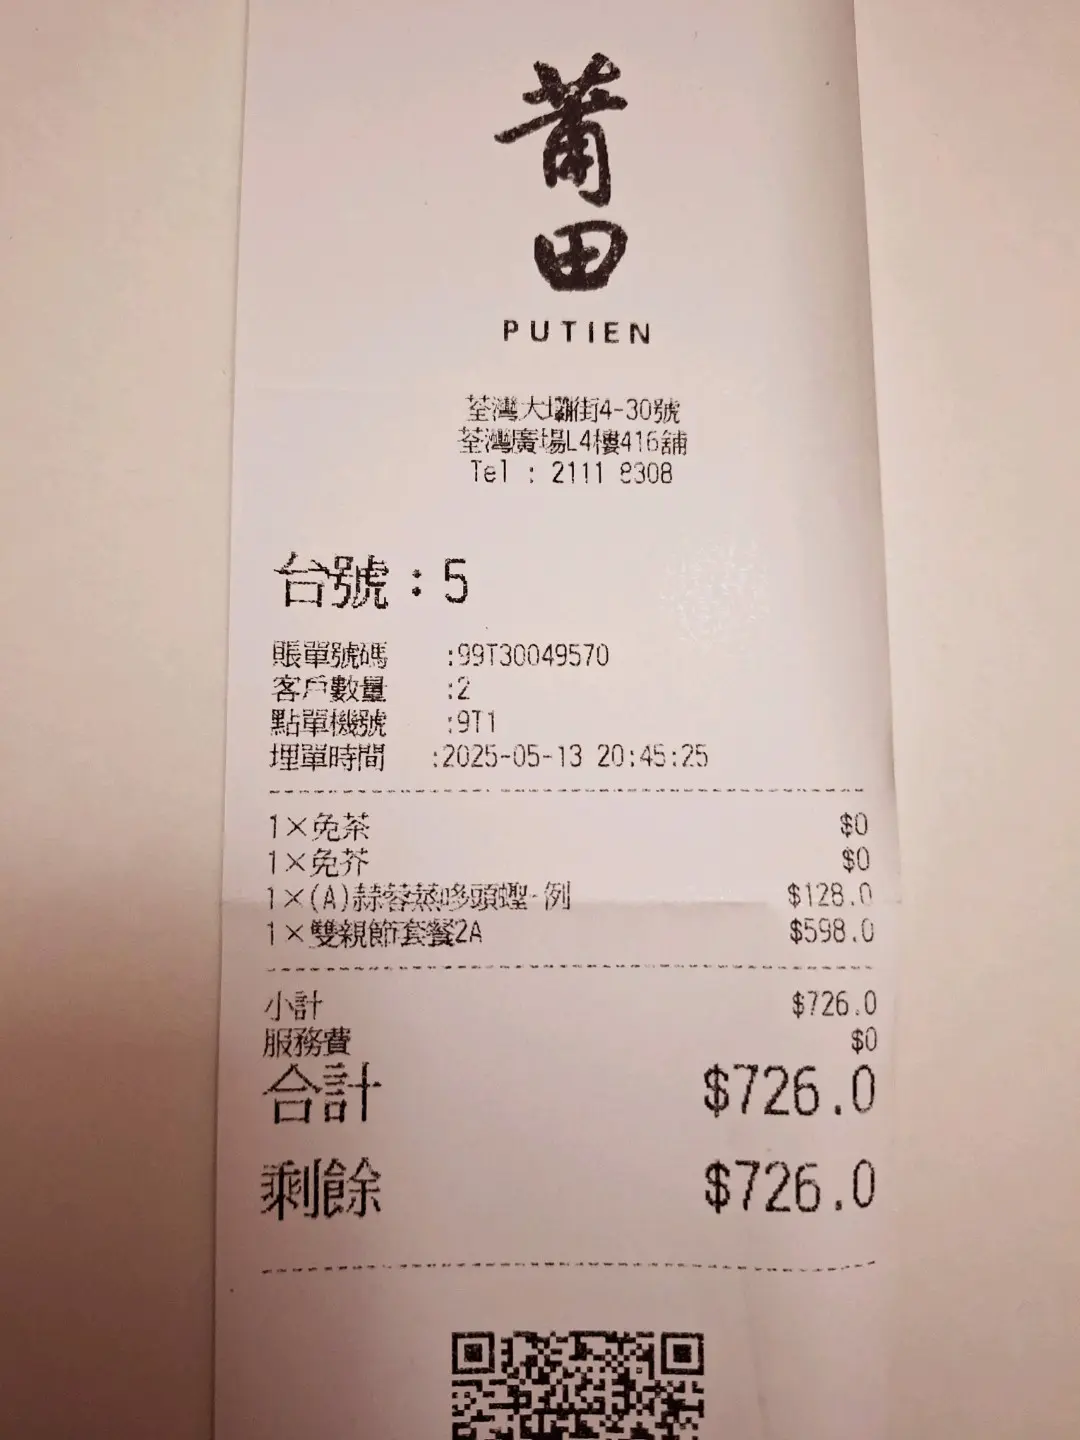 莆
田
PUTIEN
荃灣大壩街4-30號
荃灣廣場L4樓416舖
Tel : 2111 8308
台號 : 5
賬單號碼 :99T30049570
客戶數量 :2
點單機號 :9T1
埋單時間 :2025-05-13 20:45:25
1×免茶 $0
1×免芥 $0
1×(A)蒜蓉蒸哆頭蟶-例 $128.0
1×雙親節套餐2A $598.0
小計 $726.0
服務費 $0
合計 $726.0
剩餘 $726.0